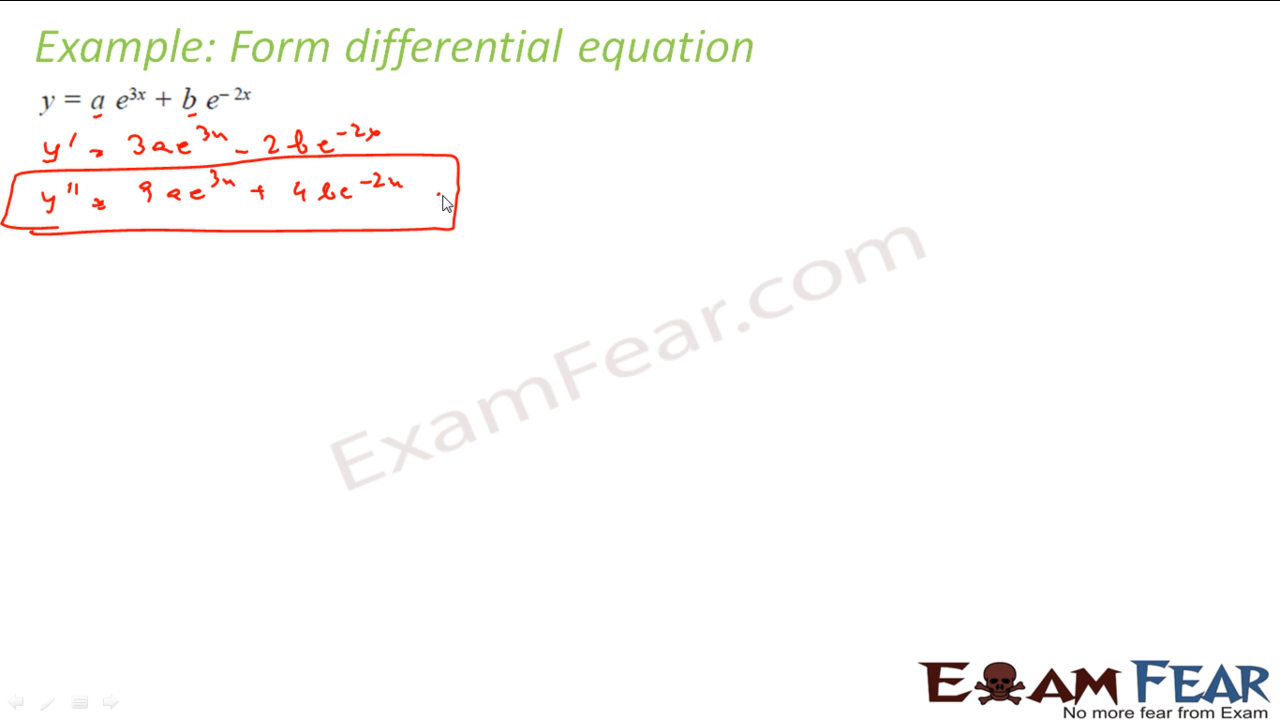 Example: Form differential equation
y = a e^{3x} + b e^{– 2x}
y' = 3ae^{3x} - 2be^{-2x}
y'' = 9ae^{3x} + 4be^{-2x}
ExamFear.com
EXAM FEAR
No more fear from Exam